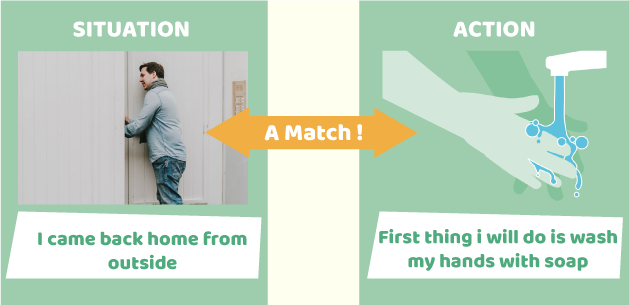 SITUATION
I came back home from
outside
A Match !
ACTION
First thing i will do is wash
my hands with soap